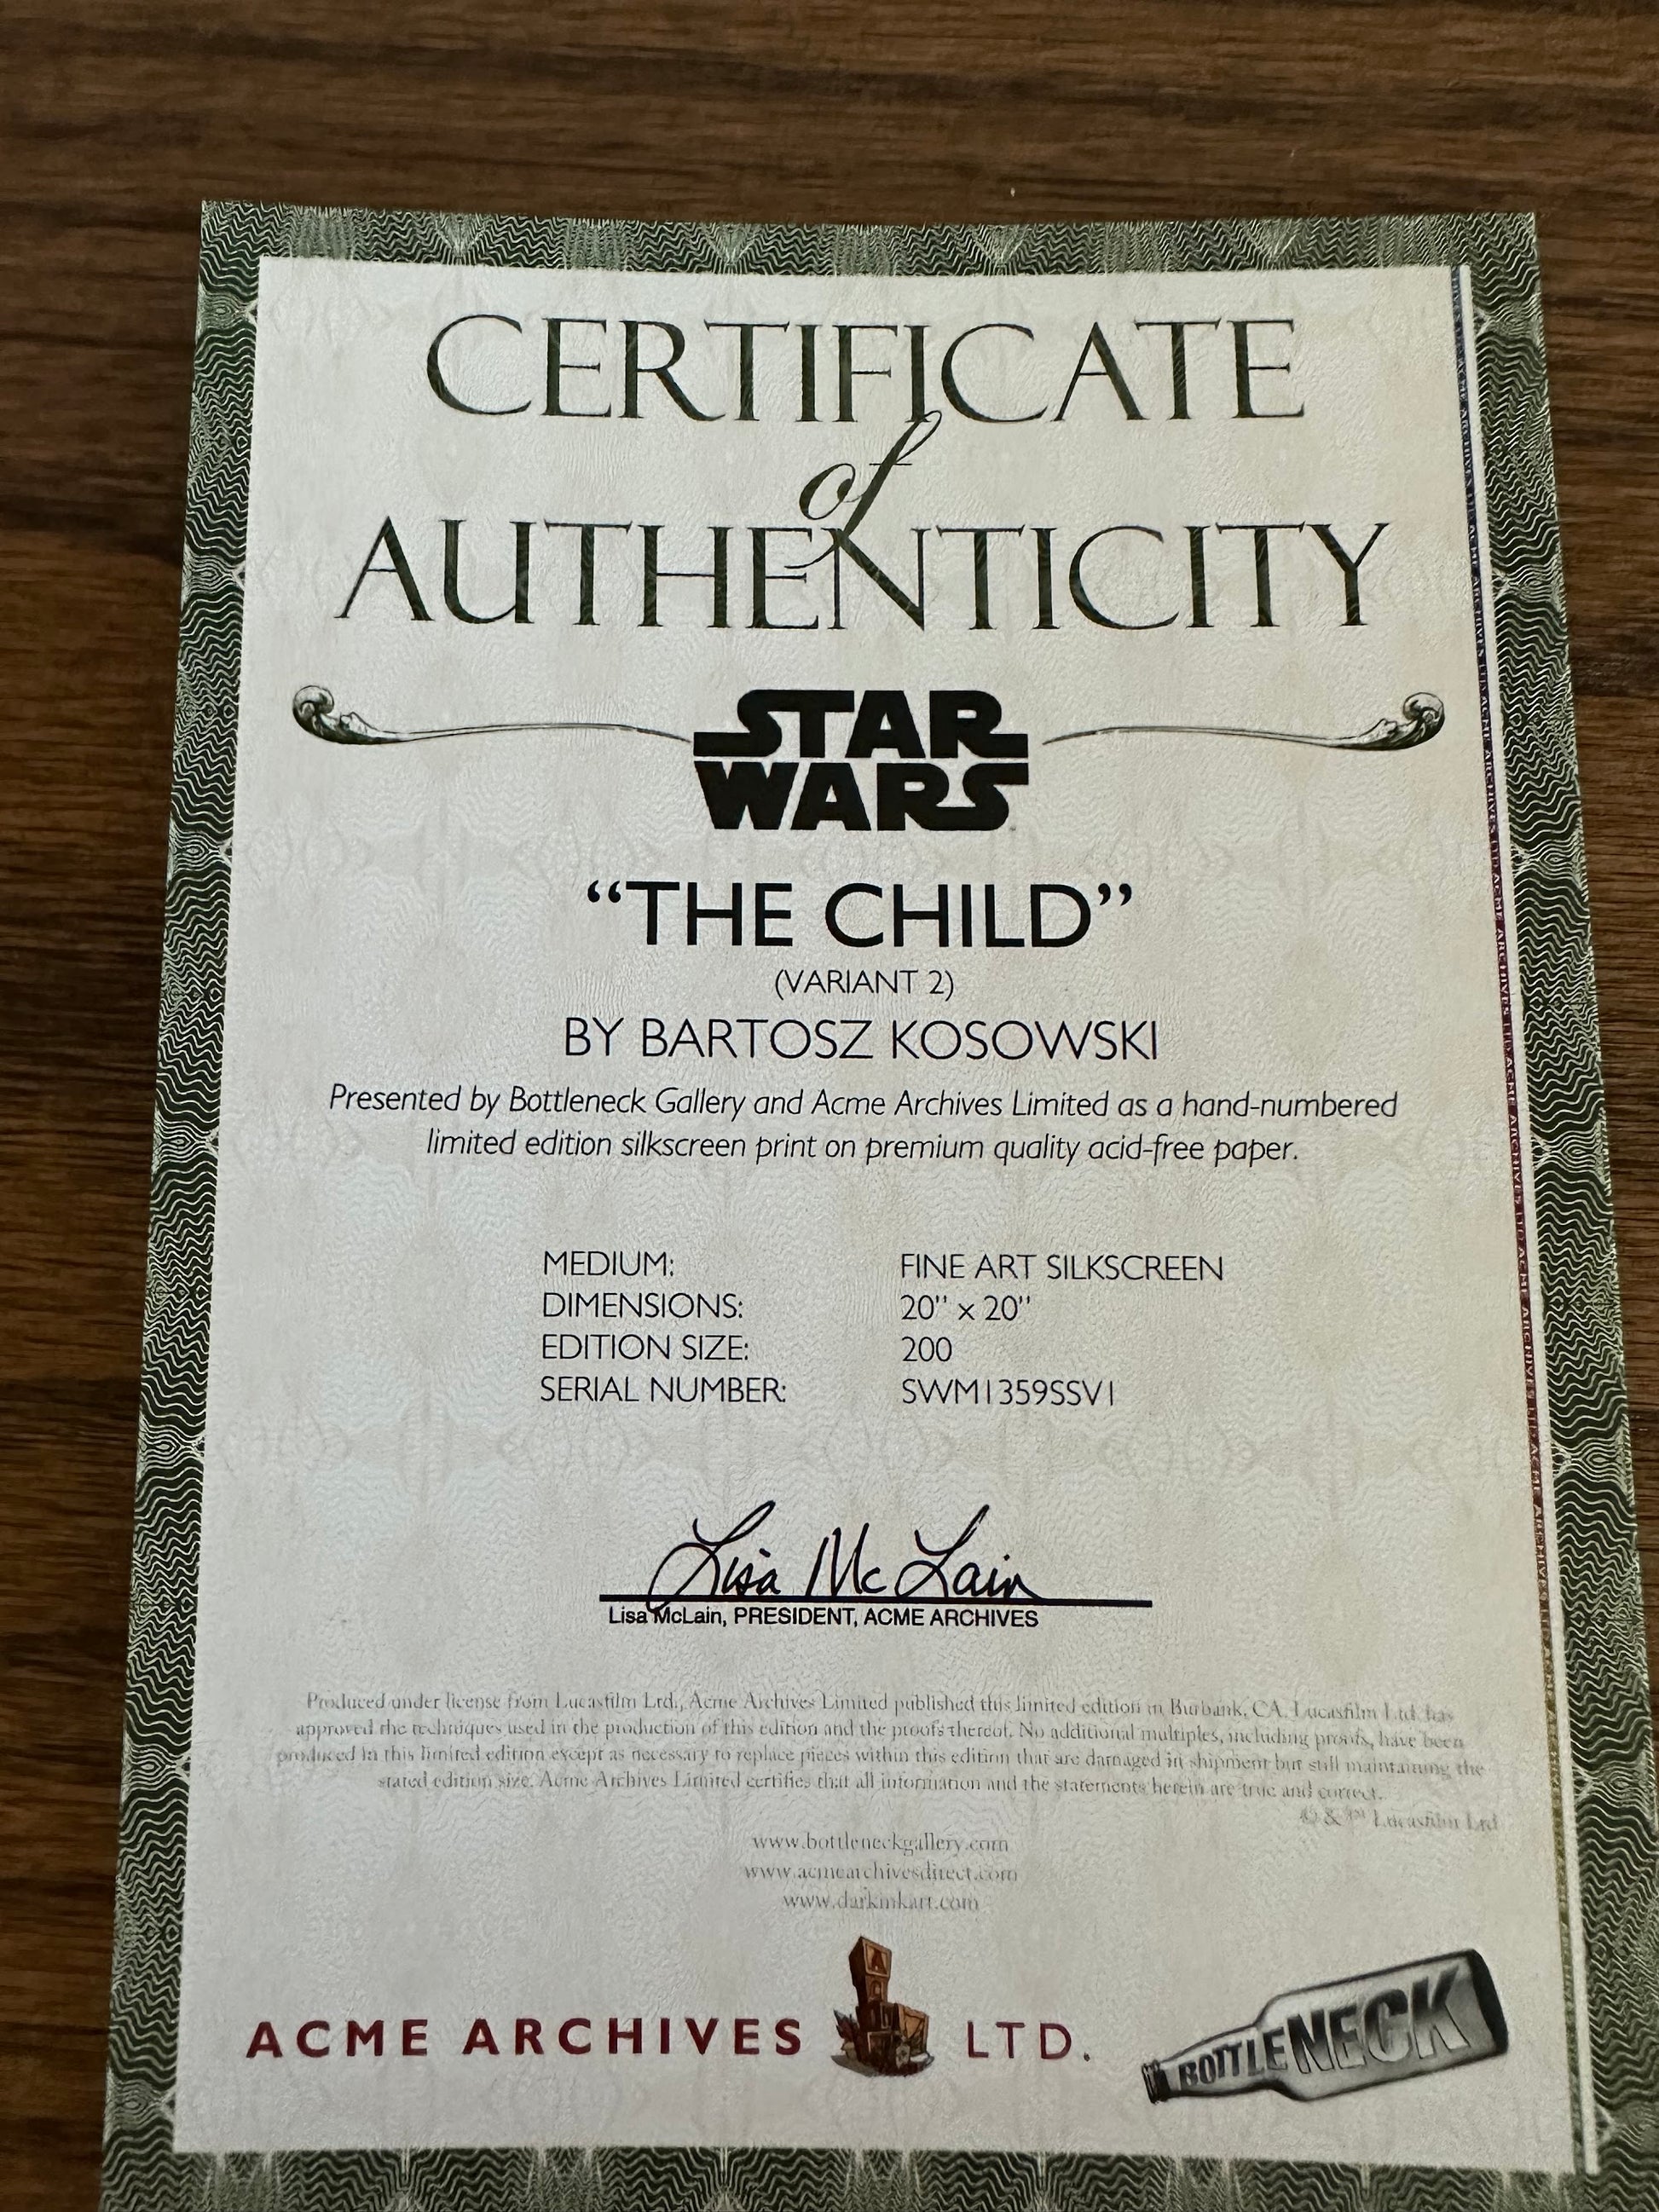 CERTIFICATE
of
AUTHENTICITY
STAR
WARS
“THE CHILD”
(VARIANT 2)
BY BARTOSZ KOSOWSKI
Presented by Bottleneck Gallery and Acme Archives Limited as a hand-numbered
limited edition silkscreen print on premium quality acid-free paper.
MEDIUM: FINE ART SILKSCREEN
DIMENSIONS: 20" x 20"
EDITION SIZE: 200
SERIAL NUMBER: SWM1359SSV1
Lisa McLain
Lisa McLain, PRESIDENT, ACME ARCHIVES
Produced under license from Lucasfilm Ltd., Acme Archives Limited published this limited edition in Burbank, CA. Lucasfilm Ltd. has
approved the techniques used in the production of this edition and the proofs thereof. No additional multiples, including proofs, have been
produced in this limited edition except as necessary to replace pieces within this edition that are damaged in shipment but still maintaining the
stated edition size. Acme Archives Limited certifies that all information and the statements herein are true and correct.
© & ™ Lucasfilm Ltd
www.bottleneckgallery.com
www.acmearchivesdirect.com
www.darkinkart.com
ACME ARCHIVES LTD.
BOTTLENECK